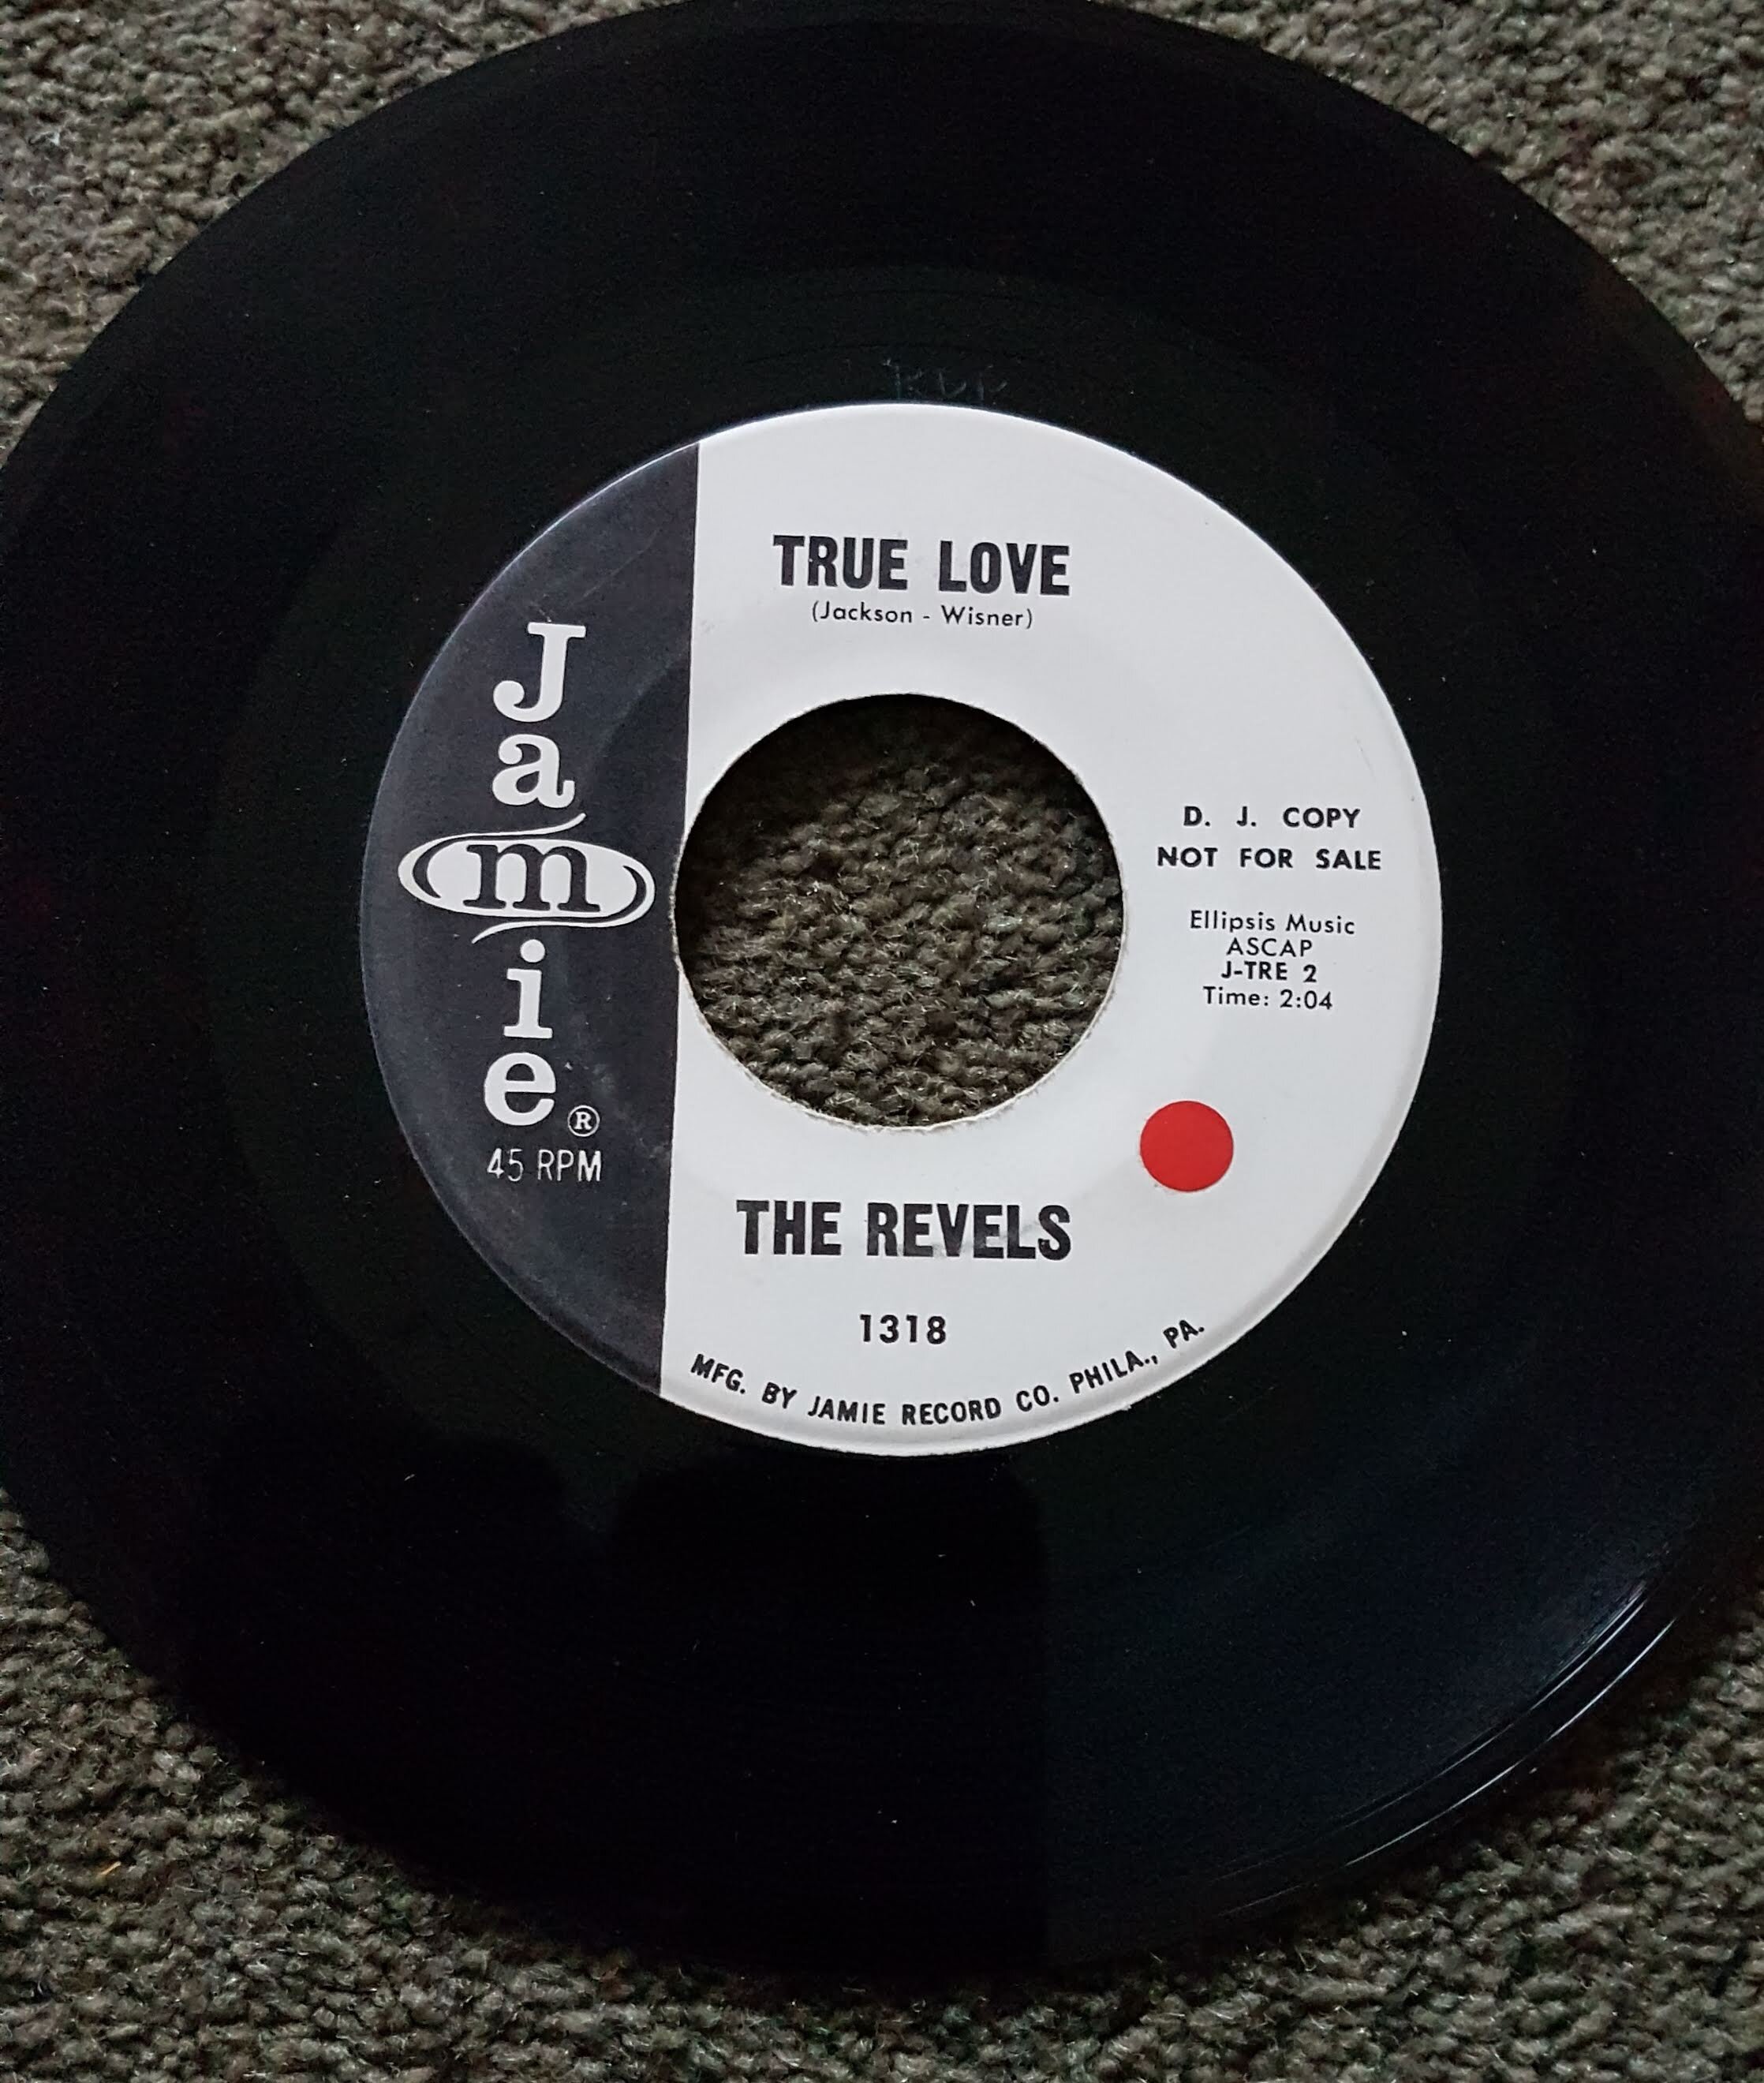 TRUE LOVE
(Jackson - Wisner)
Jamie®
45 RPM
D. J. COPY
NOT FOR SALE
Ellipsis Music
ASCAP
J-TRE 2
Time: 2:04
THE REVELS
1318
MFG. BY JAMIE RECORD CO. PHILA., PA.